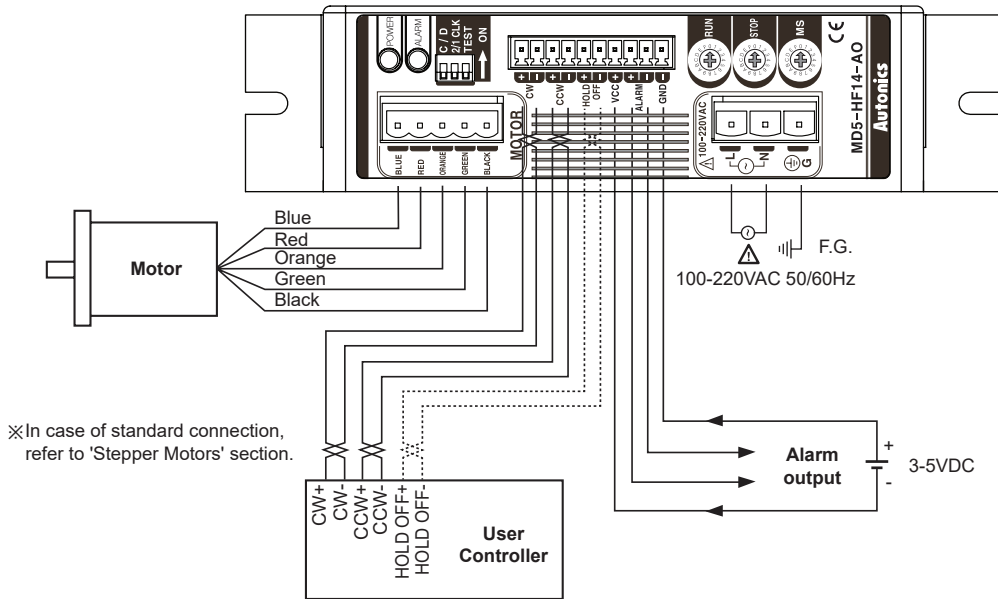 POWER
ALARM
C / D
2/1 CLK
TEST
ON
+
-
+
-
+
-
+
+
-
-
CW
CCW
HOLD
OFF
VCC
ALARM
GND
RUN
STOP
MS
CE
MD5-HF14-AO
Autonics
MOTOR
BLUE
RED
ORANGE
GREEN
BLACK
100-220VAC
L
N
G
Blue
Red
Orange
Green
Black
Motor
F.G.
100-220VAC 50/60Hz
※In case of standard connection,
refer to 'Stepper Motors' section.
CW+
CW-
CCW+
CCW-
HOLD OFF+
HOLD OFF-
User
Controller
Alarm
output
+
-
3-5VDC